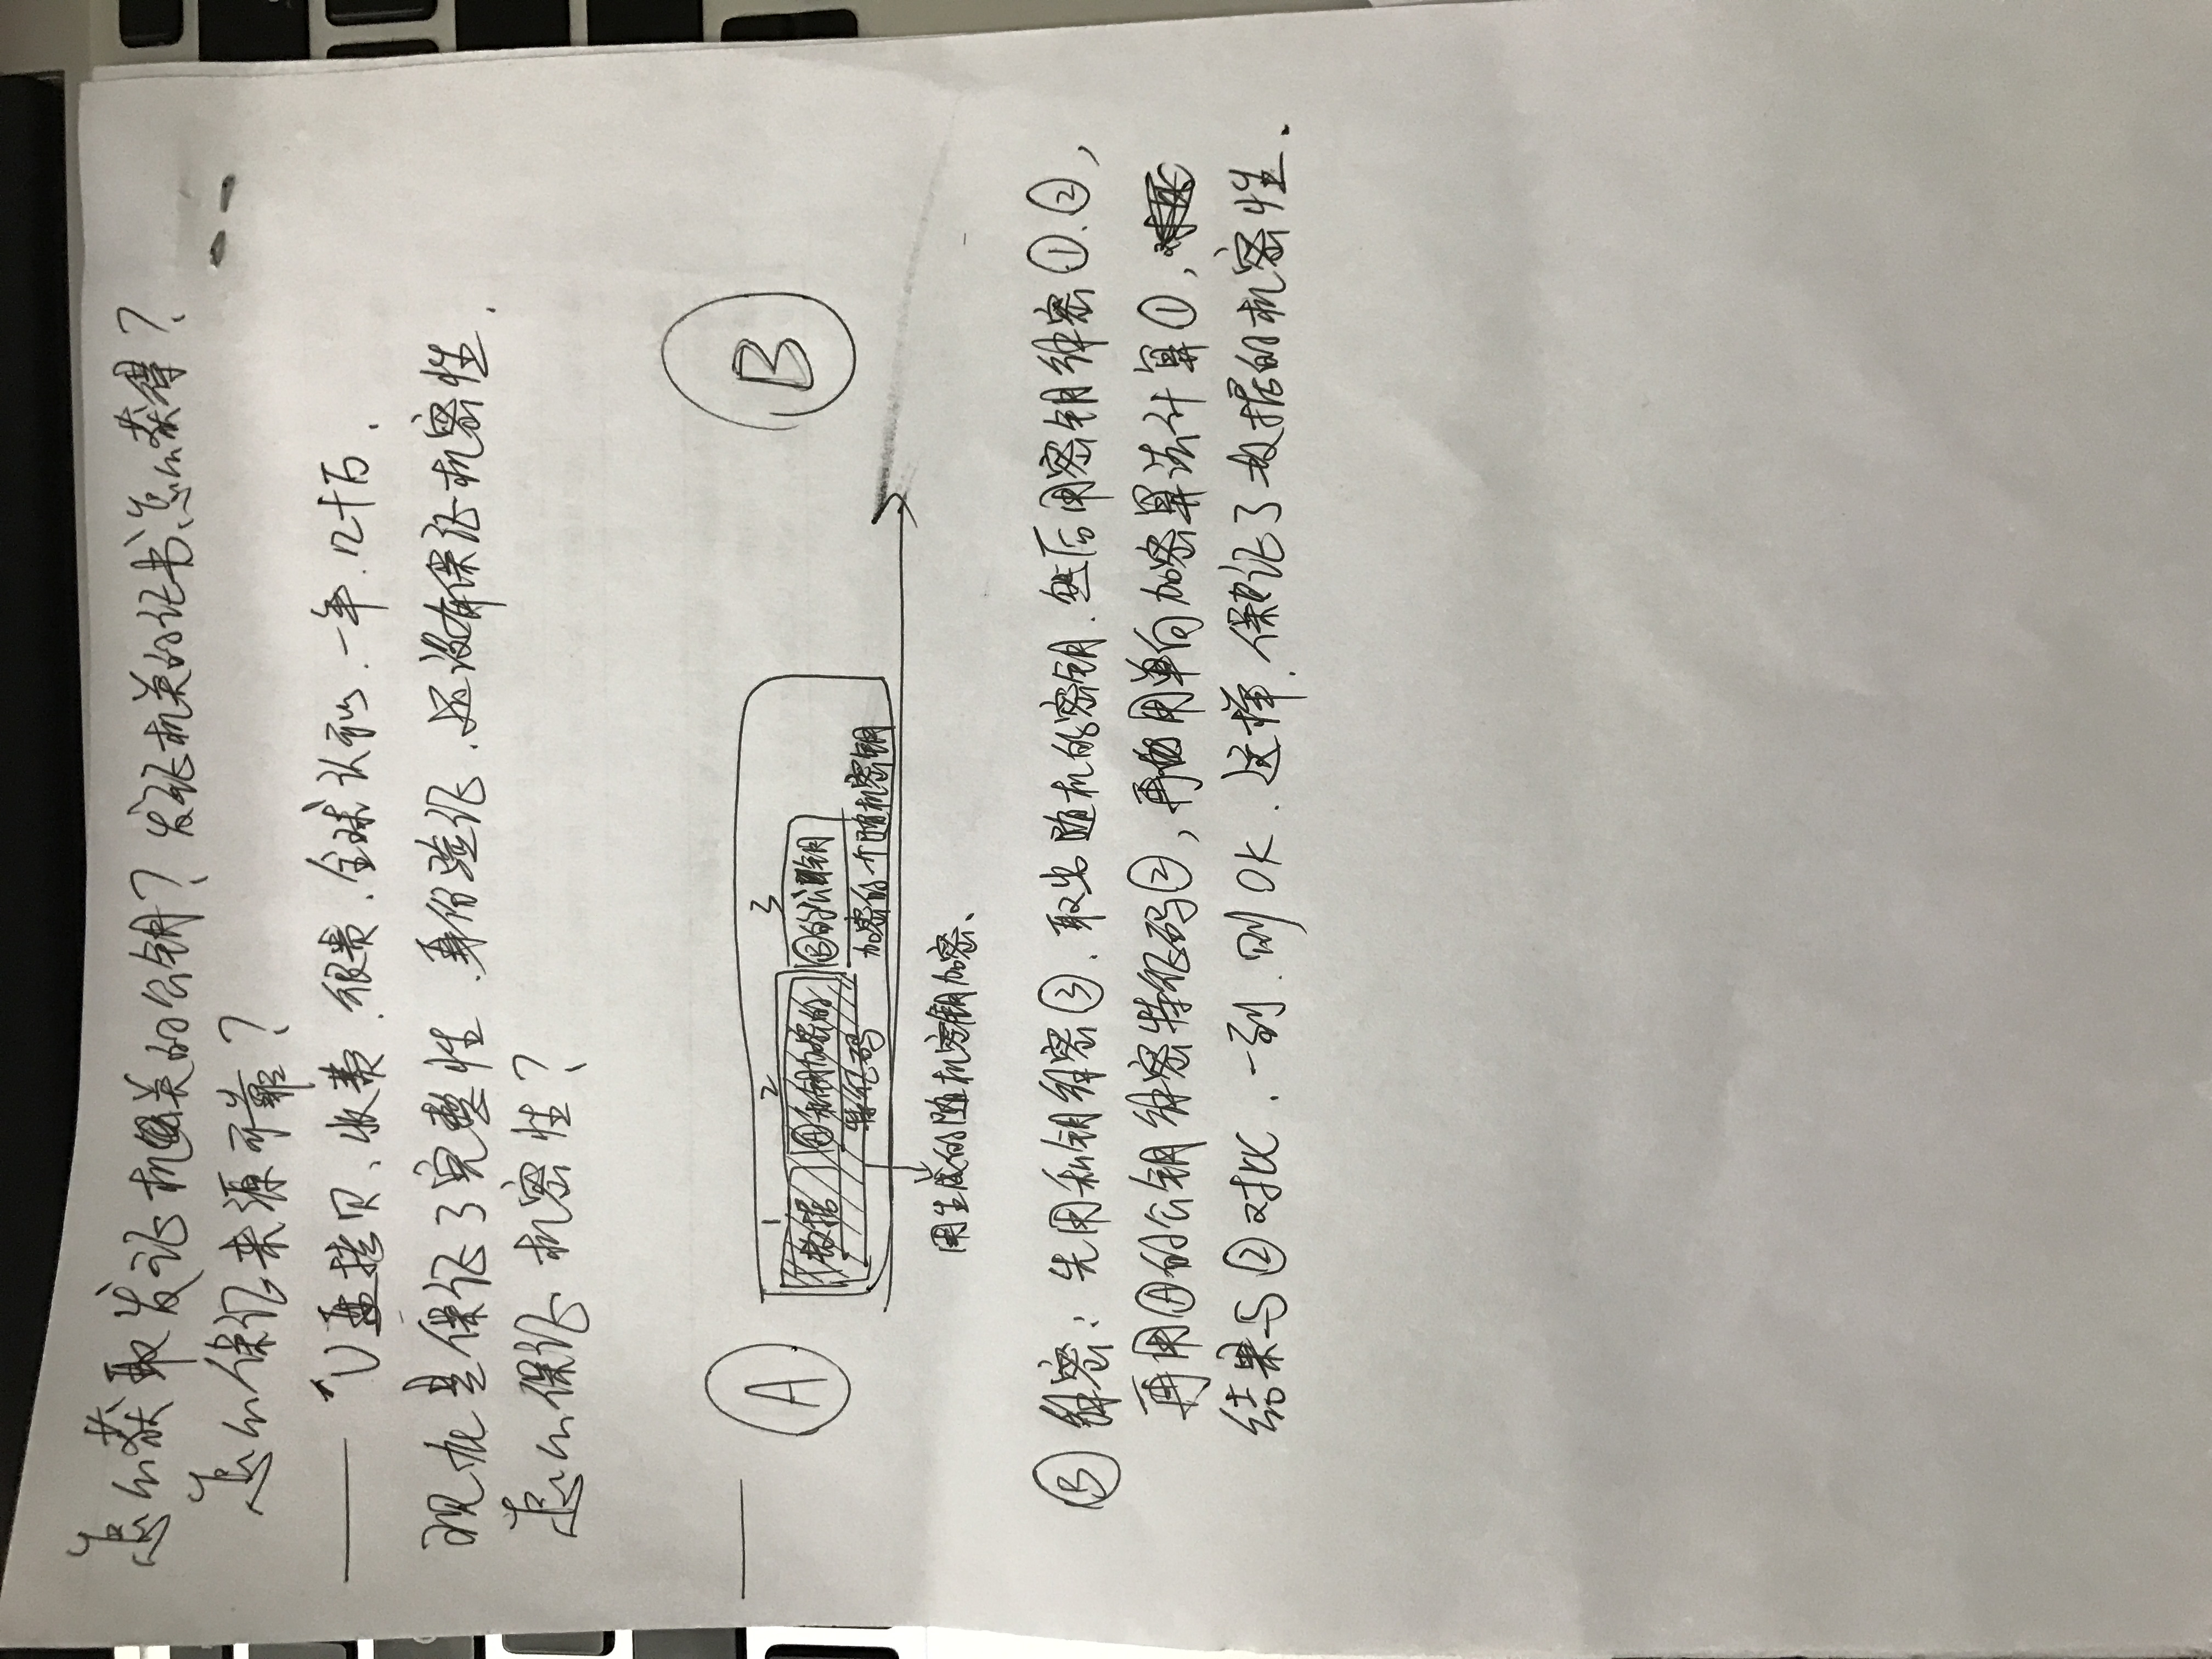 怎么获取发证机关的公钥？发证机关的证书怎么获得？
怎么保证来源可靠？
U盘拷贝、收费、很贵、全球认可、一年、几十万.
现在是保证了完整性、身份验证、还没有保证机密性.
怎么保证机密性？
A
1 2 3
数据 Ⓐ私钥加密的 Ⓑ的公钥
特征码 加密的一个随机密钥
B
用生成的随机密钥加密、
Ⓑ 解密：先用私钥解密③、取出随机的密钥、然后用密钥解密①、②，
再用Ⓐ的公钥解密特征码②，再用单向加密算法计算①，
结果与②对比、一致、则OK、这样、保证了数据的机密性.